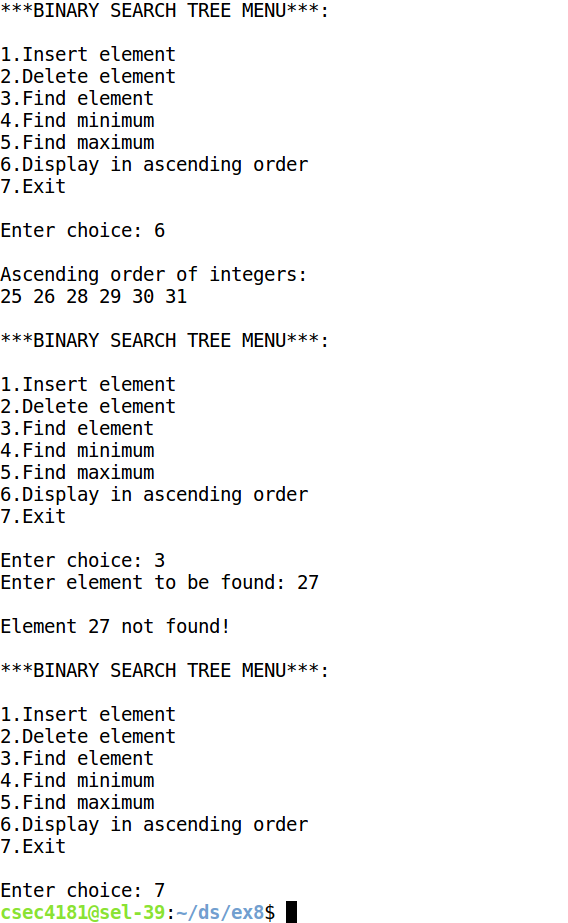 ***BINARY SEARCH TREE MENU***:
1.Insert element
2.Delete element
3.Find element
4.Find minimum
5.Find maximum
6.Display in ascending order
7.Exit
Enter choice: 6
Ascending order of integers:
25 26 28 29 30 31
***BINARY SEARCH TREE MENU***:
1.Insert element
2.Delete element
3.Find element
4.Find minimum
5.Find maximum
6.Display in ascending order
7.Exit
Enter choice: 3
Enter element to be found: 27
Element 27 not found!
***BINARY SEARCH TREE MENU***:
1.Insert element
2.Delete element
3.Find element
4.Find minimum
5.Find maximum
6.Display in ascending order
7.Exit
Enter choice: 7
csec4181@sel-39:~/ds/ex8$